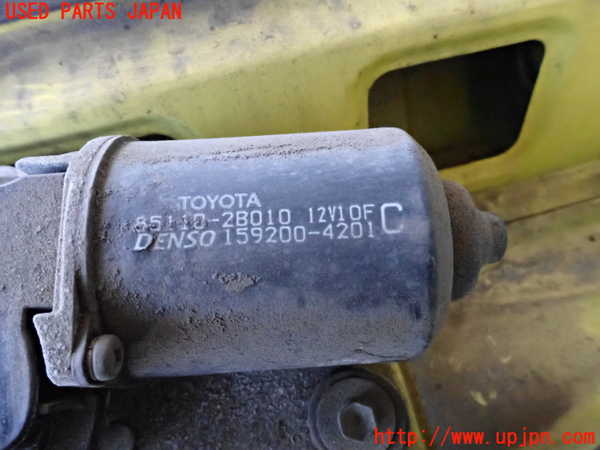 USED PARTS JAPAN
TOYOTA
85110-2B010 12V10F C
DENSO 159200-4201
http://www.upjpn.com